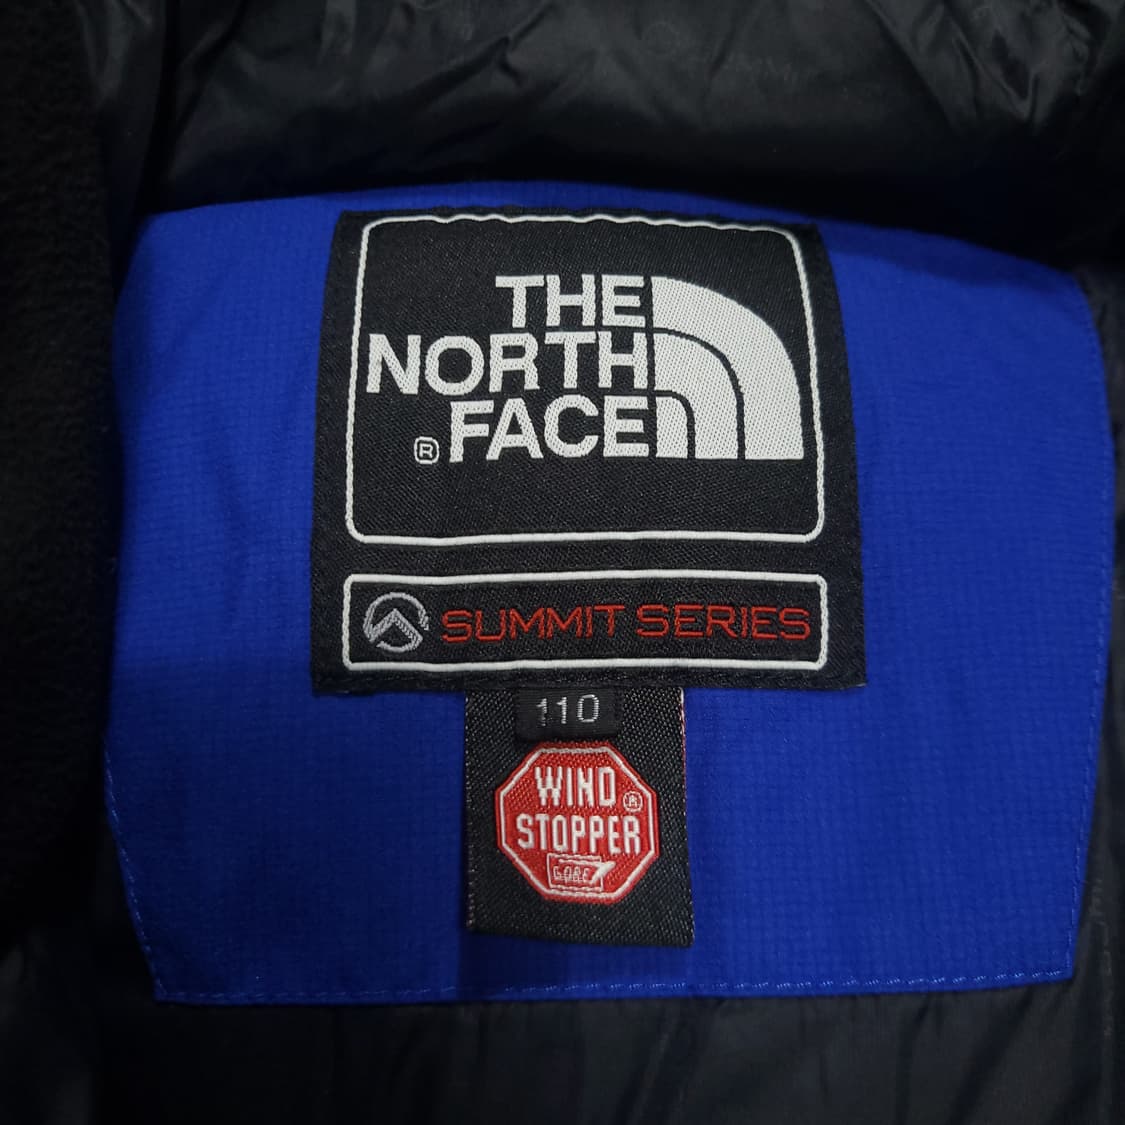 THE
NORTH
® FACE
SUMMIT SERIES
110
WIND
STOPPER ®
GORE